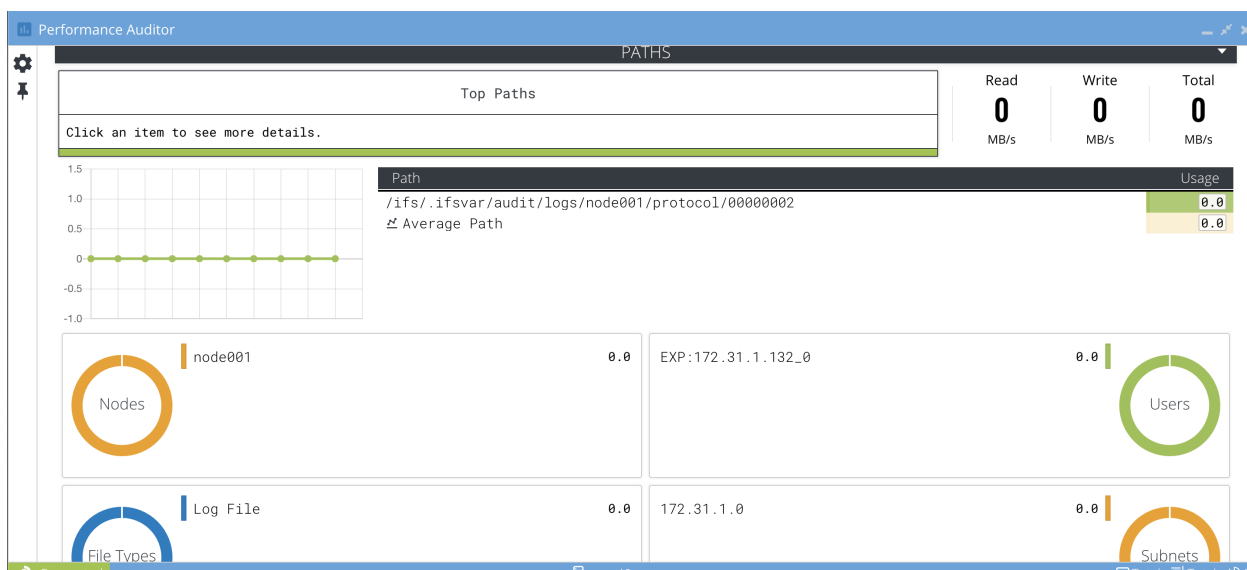 Performance Auditor
PATHS
Top Paths
Click an item to see more details.
Read Write Total
0 0 0
MB/s MB/s MB/s
1.5
1.0
0.5
0
-0.5
-1.0
Path Usage
/ifs/.ifsvar/audit/logs/node001/protocol/00000002 0.0
Average Path 0.0
Nodes
node001 0.0
EXP:172.31.1.132_0 0.0
Users
File Types
Log File 0.0
172.31.1.0 0.0
Subnets